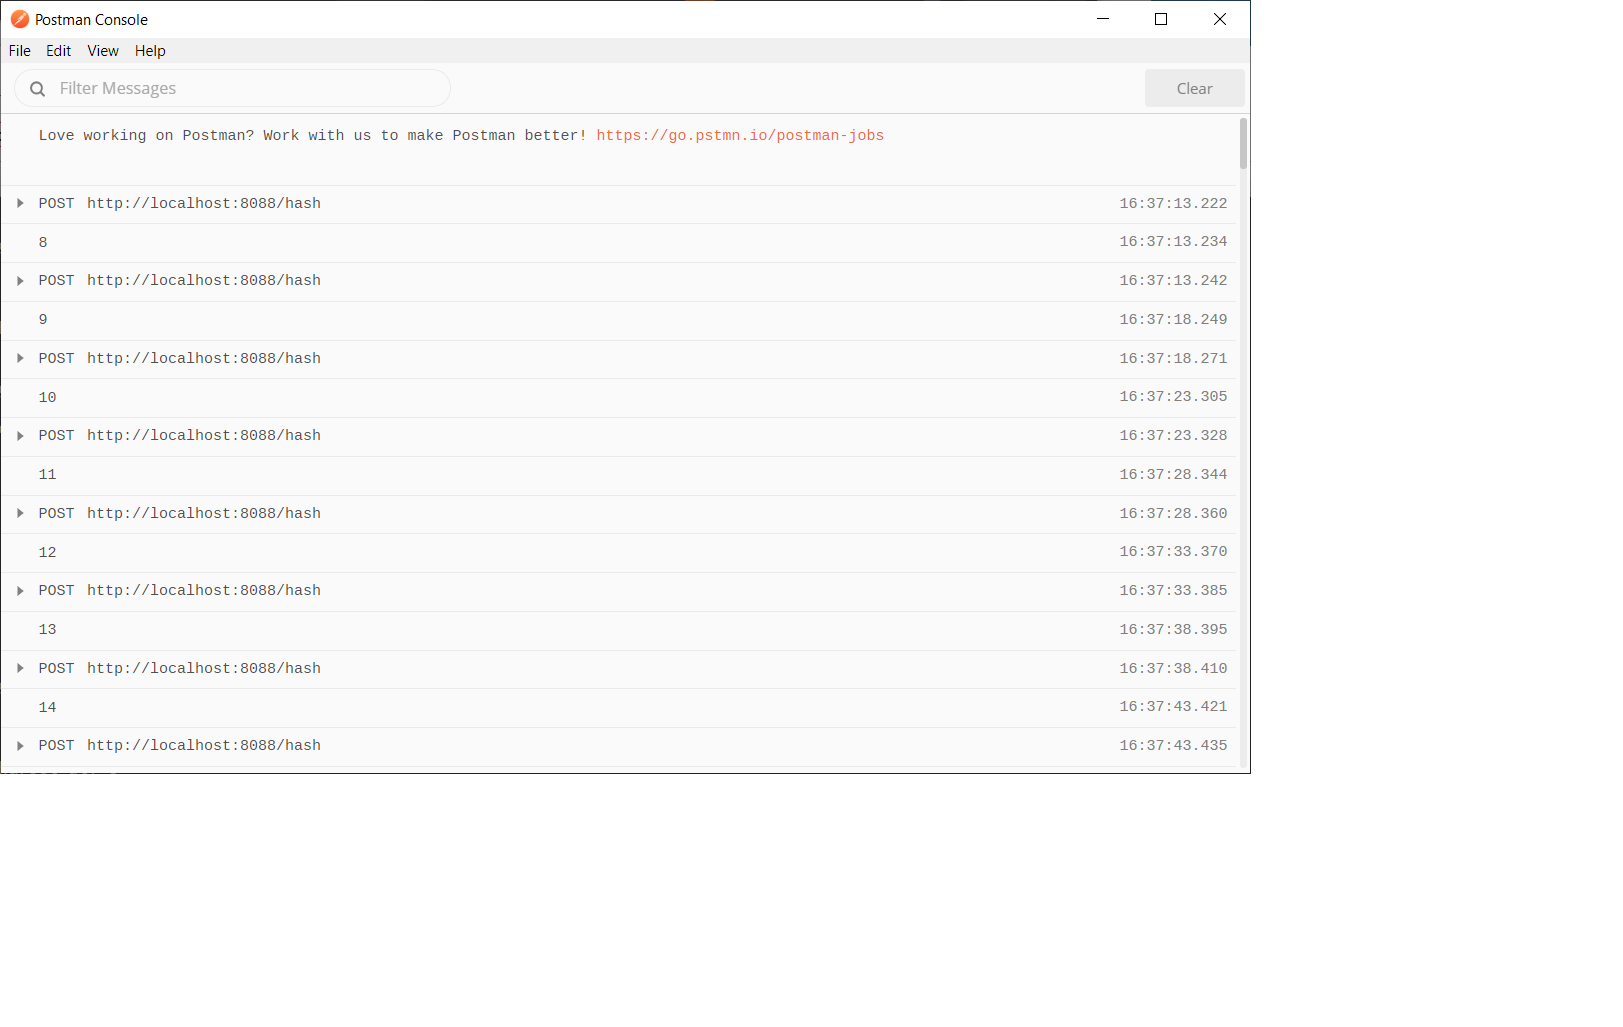 Postman Console
File Edit View Help
Filter Messages Clear
Love working on Postman? Work with us to make Postman better! https://go.pstmn.io/postman-jobs
POST http://localhost:8088/hash 16:37:13.222
8 16:37:13.234
POST http://localhost:8088/hash 16:37:13.242
9 16:37:18.249
POST http://localhost:8088/hash 16:37:18.271
10 16:37:23.305
POST http://localhost:8088/hash 16:37:23.328
11 16:37:28.344
POST http://localhost:8088/hash 16:37:28.360
12 16:37:33.370
POST http://localhost:8088/hash 16:37:33.385
13 16:37:38.395
POST http://localhost:8088/hash 16:37:38.410
14 16:37:43.421
POST http://localhost:8088/hash 16:37:43.435